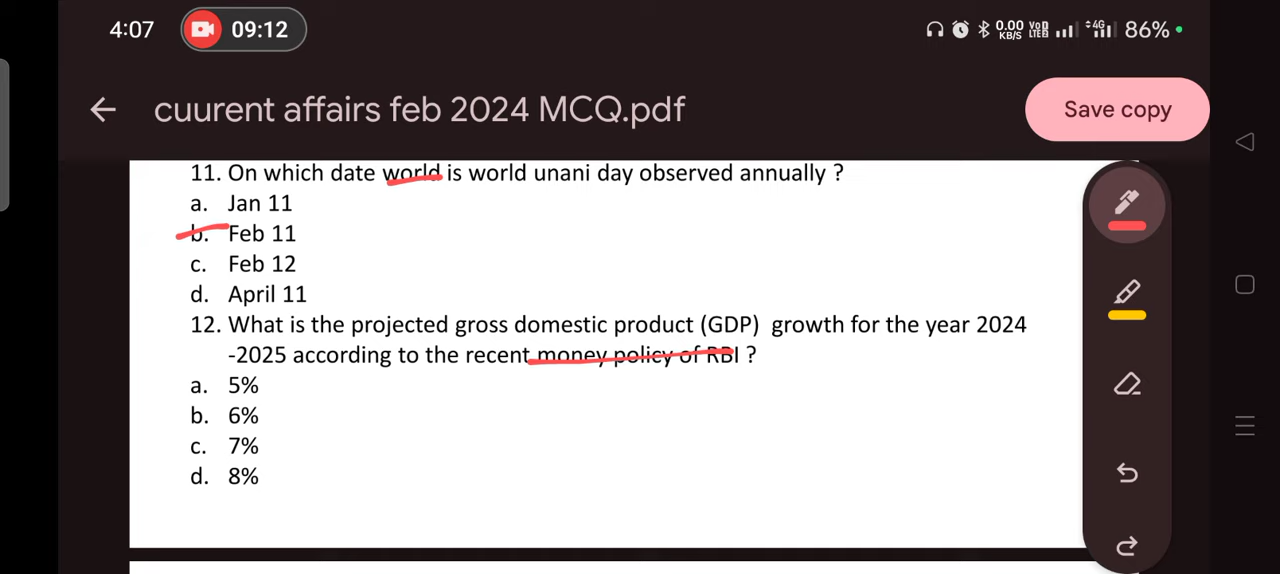 4:07 09:12 0.00 KB/S VoD LTE 4G 86%
cuurent affairs feb 2024 MCQ.pdf Save copy
11. On which date world is world unani day observed annually ?
a. Jan 11
b. Feb 11
c. Feb 12
d. April 11
12. What is the projected gross domestic product (GDP) growth for the year 2024
-2025 according to the recent money policy of RBI ?
a. 5%
b. 6%
c. 7%
d. 8%